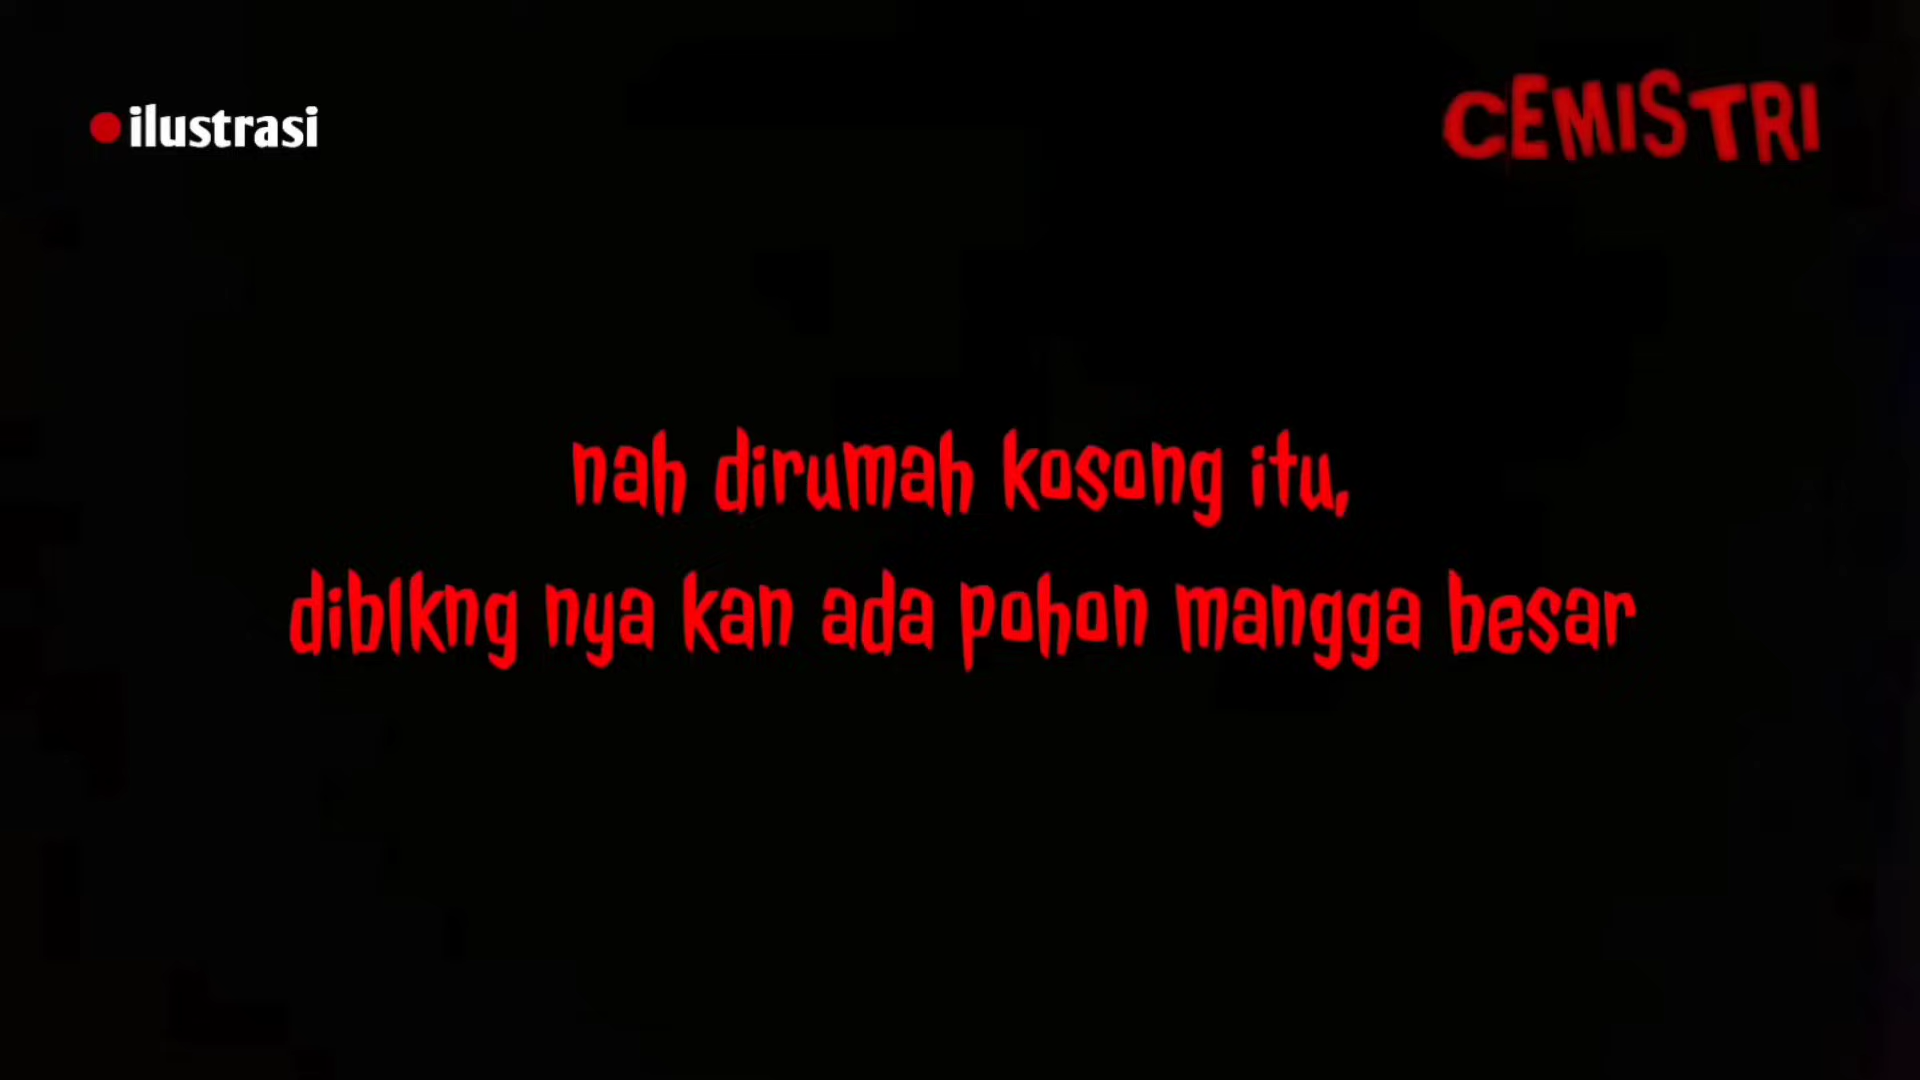 ilustrasi
CEMISTRI
nah dirumah kosong itu,
diblkng nya kan ada pohon mangga besar